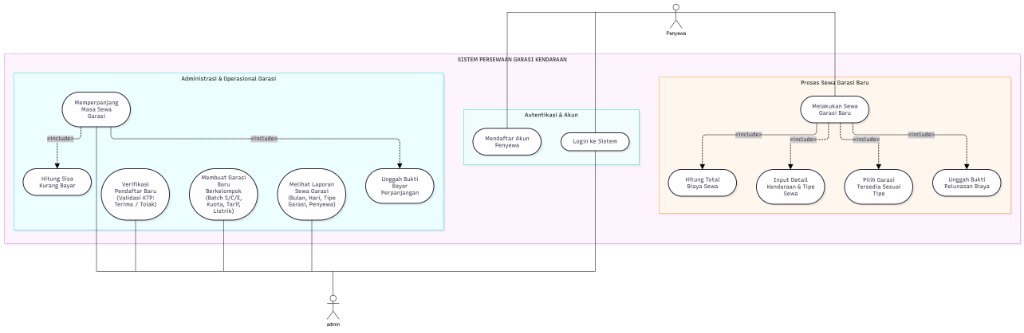 Penyewa
SISTEM PERSEWAAN GARASI KENDARAAN
Administrasi & Operasional Garasi
Proses Sewa Garasi Baru
Memperpanjang
Masa Sewa
Garasi
Autentikasi & Akun
Melakukan Sewa
Garasi Baru
Mendaftar Akun
Penyewa
Login ke Sistem
<include>
<include>
<include>
<include>
Hitung Sisa
Kurang Bayar
Verifikasi
Pendaftar Baru
(Validasi KTP:
Terima / Tolak)
Membuat Garasi
Baru
Berkelompok
(Batch S/C/E,
Kuota, Tarif,
Listrik)
Melihat Laporan
Sewa Garasi
(Bulan, Hari, Tipe
Garasi, Penyewa)
Unggah Bukti
Bayar
Perpanjangan
Hitung Total
Biaya Sewa
Input Detail
Kendaraan & Tipe
Sewa
Pilih Garasi
Tersedia Sesuai
Tipe
Unggah Bukti
Pelunasan Biaya
admin